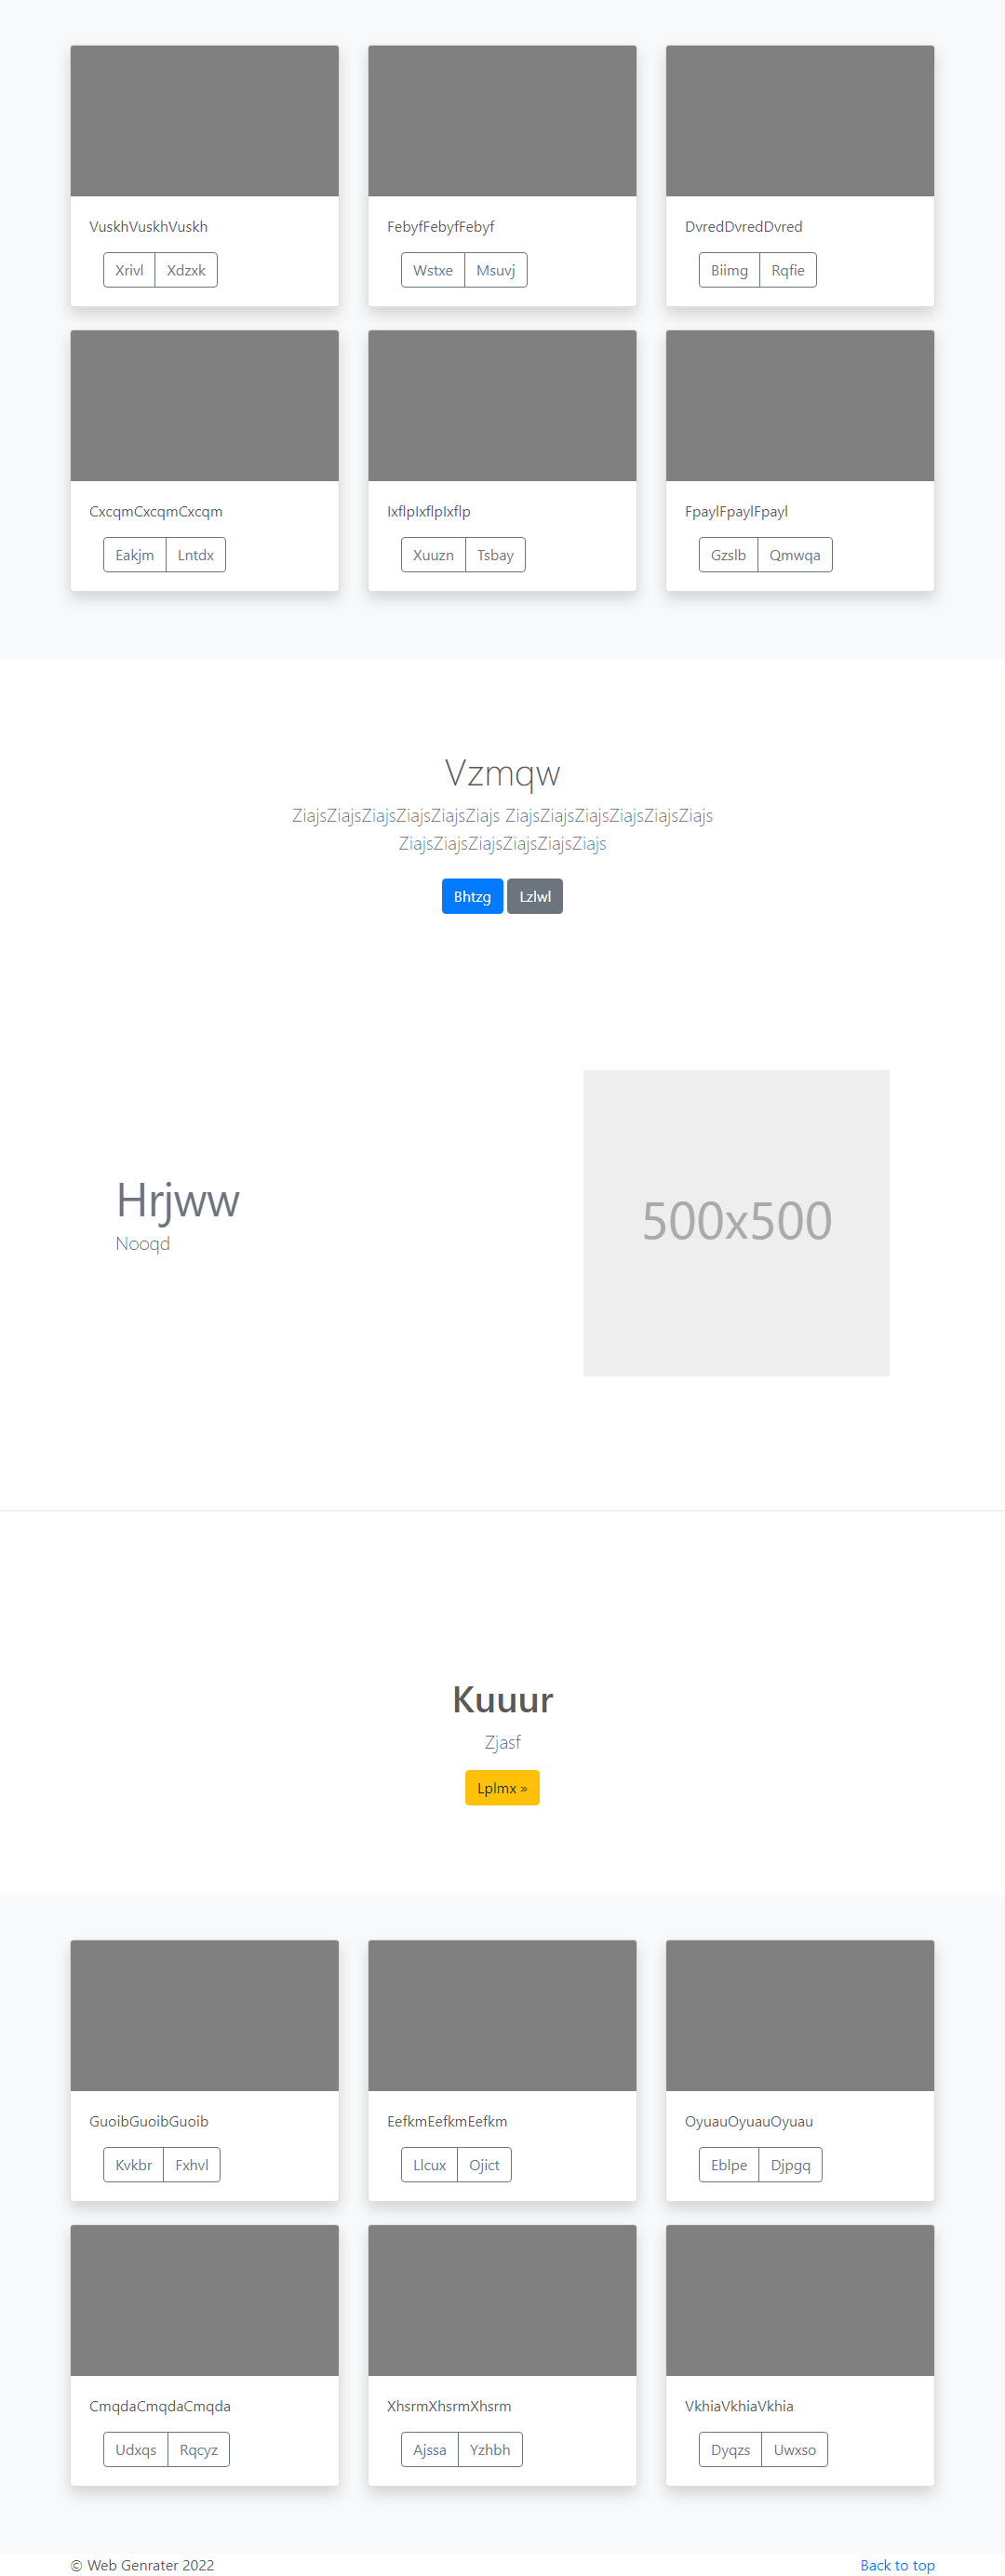 VuskhVuskhVuskh
Xrivl Xdzxk
FebyfFebyfFebyf
Wstxe Msuvj
DvredDvredDvred
Biimg Rqfie
CxcqmCxcqmCxcqm
Eakjm Lntdx
IxflpIxflpIxflp
Xuuzn Tsbay
FpaylFpaylFpayl
Gzslb Qmwqa
Vzmqw
ZiajsZiajsZiajsZiajsZiajsZiajs ZiajsZiajsZiajsZiajsZiajsZiajs
ZiajsZiajsZiajsZiajsZiajsZiajs
Bhtzg Lzlwl
Hrjww
Nooqd
500x500
Kuuur
Zjasf
Lplmx »
GuoibGuoibGuoib
Kvkbr Fxhvl
EefkmEefkmEefkm
Llcux Ojict
OyuauOyuauOyuau
Eblpe Djpgq
CmqdaCmqdaCmqda
Udxqs Rqcyz
XhsrmXhsrmXhsrm
Ajssa Yzhbh
VkhiaVkhiaVkhia
Dyqzs Uwxso
© Web Genrater 2022
Back to top